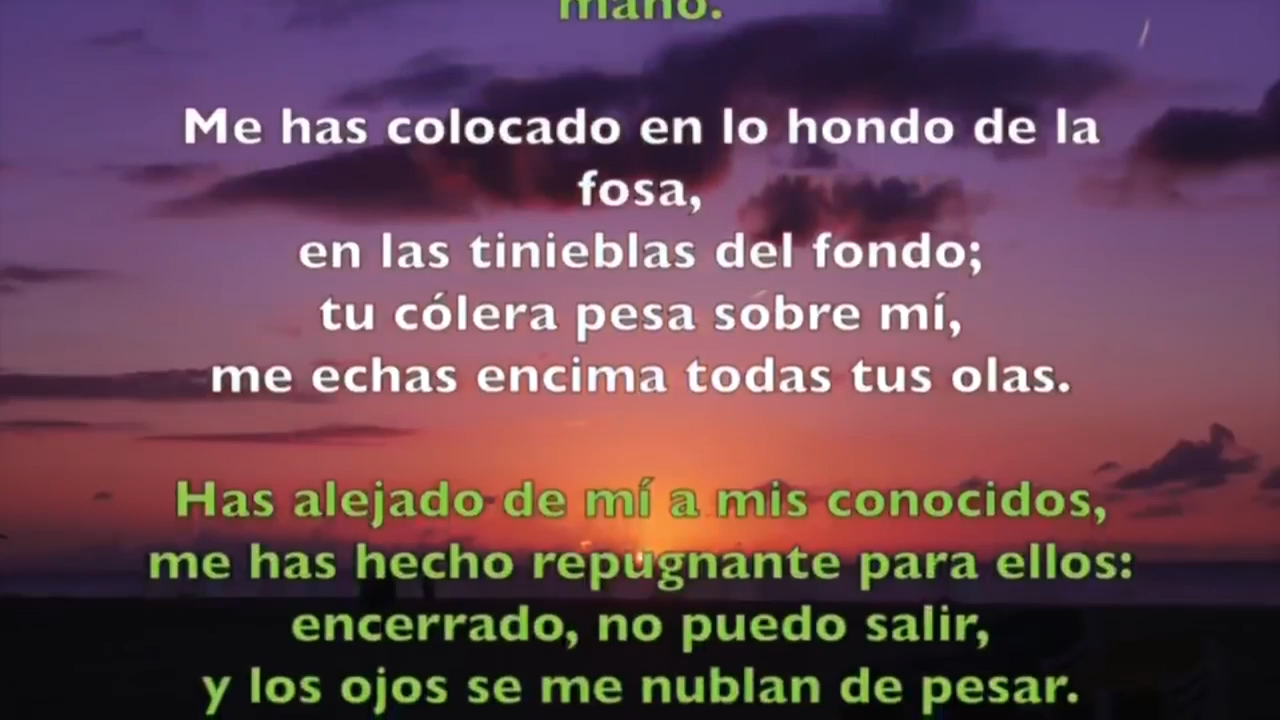 mano.
Me has colocado en lo hondo de la
fosa,
en las tinieblas del fondo;
tu cólera pesa sobre mí,
me echas encima todas tus olas.
Has alejado de mí a mis conocidos,
me has hecho repugnante para ellos:
encerrado, no puedo salir,
y los ojos se me nublan de pesar.